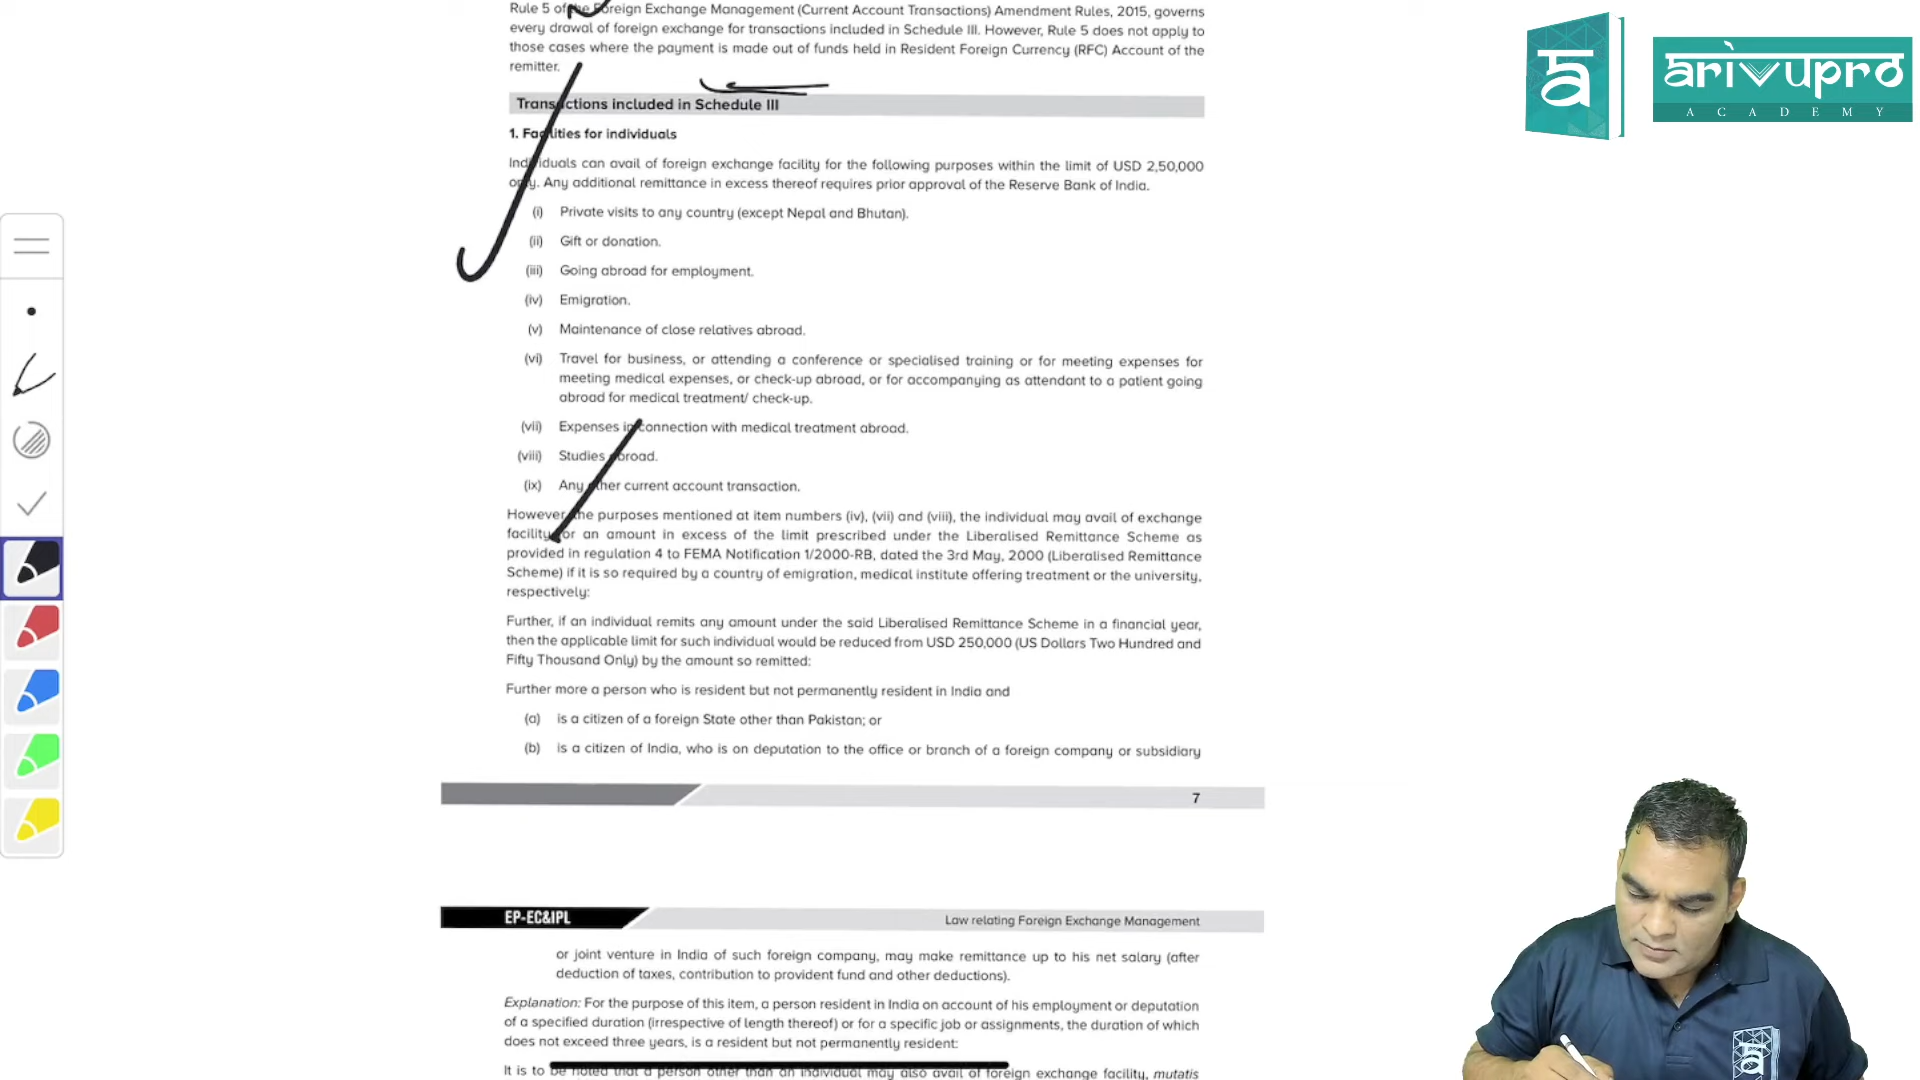 Rule 5 of the Foreign Exchange Management (Current Account Transactions) Amendment Rules, 2015, governs
every drawal of foreign exchange for transactions included in Schedule III. However, Rule 5 does not apply to
those cases where the payment is made out of funds held in Resident Foreign Currency (RFC) Account of the
remitter.
Transactions included in Schedule III
1. Facilities for individuals
Individuals can avail of foreign exchange facility for the following purposes within the limit of USD 2,50,000
only. Any additional remittance in excess thereof requires prior approval of the Reserve Bank of India.
(i) Private visits to any country (except Nepal and Bhutan).
(ii) Gift or donation.
(iii) Going abroad for employment.
(iv) Emigration.
(v) Maintenance of close relatives abroad.
(vi) Travel for business, or attending a conference or specialised training or for meeting expenses for
meeting medical expenses, or check-up abroad, or for accompanying as attendant to a patient going
abroad for medical treatment/ check-up.
(vii) Expenses in connection with medical treatment abroad.
(viii) Studies abroad.
(ix) Any other current account transaction.
However, the purposes mentioned at item numbers (iv), (vii) and (viii), the individual may avail of exchange
facility for an amount in excess of the limit prescribed under the Liberalised Remittance Scheme as
provided in regulation 4 to FEMA Notification 1/2000-RB, dated the 3rd May, 2000 (Liberalised Remittance
Scheme) if it is so required by a country of emigration, medical institute offering treatment or the university,
respectively:
Further, if an individual remits any amount under the said Liberalised Remittance Scheme in a financial year,
then the applicable limit for such individual would be reduced from USD 250,000 (US Dollars Two Hundred and
Fifty Thousand Only) by the amount so remitted:
Further more a person who is resident but not permanently resident in India and
(a) is a citizen of a foreign State other than Pakistan; or
(b) is a citizen of India, who is on deputation to the office or branch of a foreign company or subsidiary
7
EP-EC&IPL
Law relating Foreign Exchange Management
or joint venture in India of such foreign company, may make remittance up to his net salary (after
deduction of taxes, contribution to provident fund and other deductions).
Explanation: For the purpose of this item, a person resident in India on account of his employment or deputation
of a specified duration (irrespective of length thereof) or for a specific job or assignments, the duration of which
does not exceed three years, is a resident but not permanently resident:
It is to be noted that a person other than an individual may also avail of foreign exchange facility, mutatis
arivupro
ACADEMY